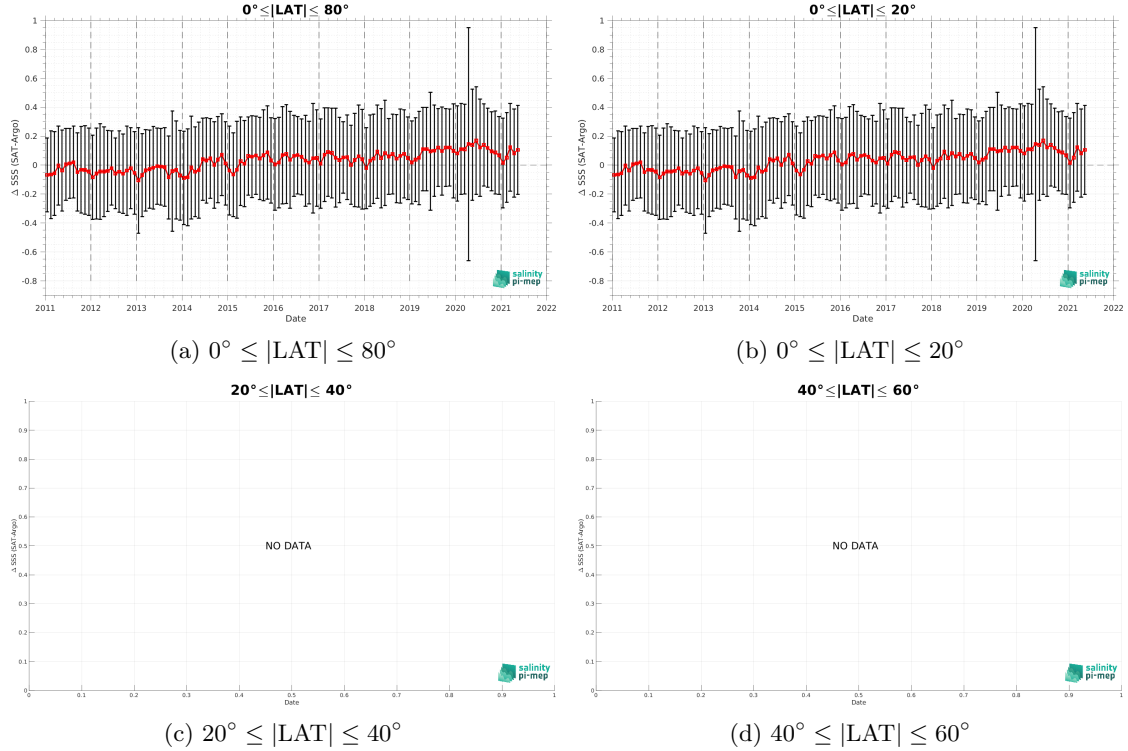 0°≤|LAT|≤ 80°
1
0.8
0.6
0.4
0.2
0
-0.2
-0.4
-0.6
-0.8
Δ SSS (SAT-Argo)
2011 2012 2013 2014 2015 2016 2017 2018 2019 2020 2021 2022
Date
salinity
pi-mep
(a) 0° ≤ |LAT| ≤ 80°
0°≤|LAT|≤ 20°
1
0.8
0.6
0.4
0.2
0
-0.2
-0.4
-0.6
-0.8
Δ SSS (SAT-Argo)
2011 2012 2013 2014 2015 2016 2017 2018 2019 2020 2021 2022
Date
salinity
pi-mep
(b) 0° ≤ |LAT| ≤ 20°
20°≤|LAT|≤ 40°
1
0.9
0.8
0.7
0.6
0.5
0.4
0.3
0.2
0.1
0
Δ SSS (SAT-Argo)
NO DATA
0 0.1 0.2 0.3 0.4 0.5 0.6 0.7 0.8 0.9 1
Date
salinity
pi-mep
(c) 20° ≤ |LAT| ≤ 40°
40°≤|LAT|≤ 60°
1
0.9
0.8
0.7
0.6
0.5
0.4
0.3
0.2
0.1
0
Δ SSS (SAT-Argo)
NO DATA
0 0.1 0.2 0.3 0.4 0.5 0.6 0.7 0.8 0.9 1
Date
salinity
pi-mep
(d) 40° ≤ |LAT| ≤ 60°